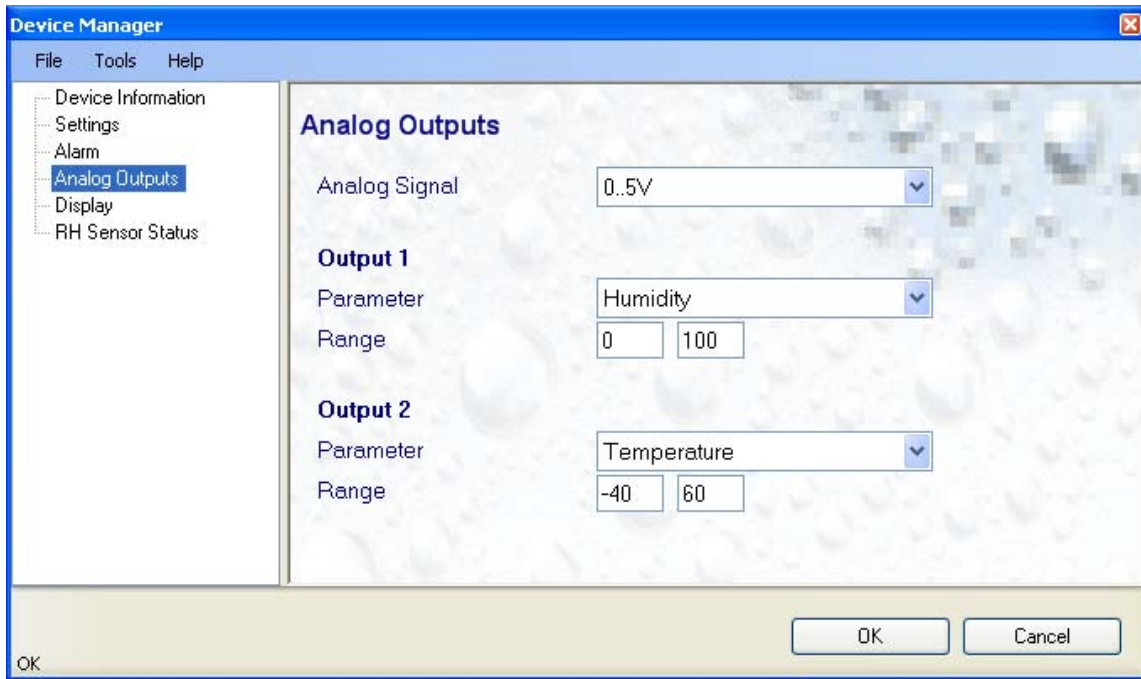 Device Manager
File Tools Help
Device Information
Settings
Alarm
Analog Outputs
Display
RH Sensor Status
Analog Outputs
Analog Signal 0..5V
Output 1
Parameter Humidity
Range 0 100
Output 2
Parameter Temperature
Range -40 60
OK Cancel
OK